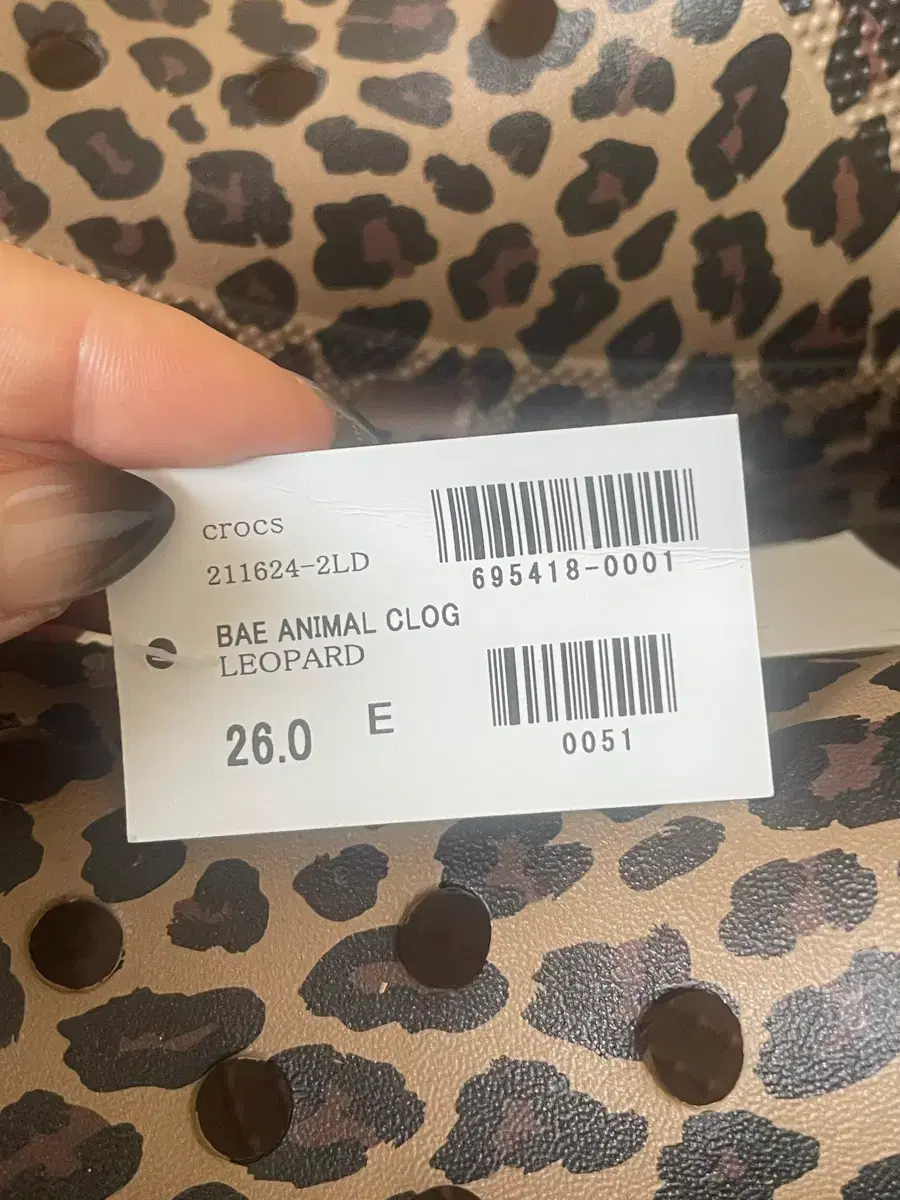 crocs
211624-2LD
695418-0001
BAE ANIMAL CLOG
LEOPARD
26.0 E
0051